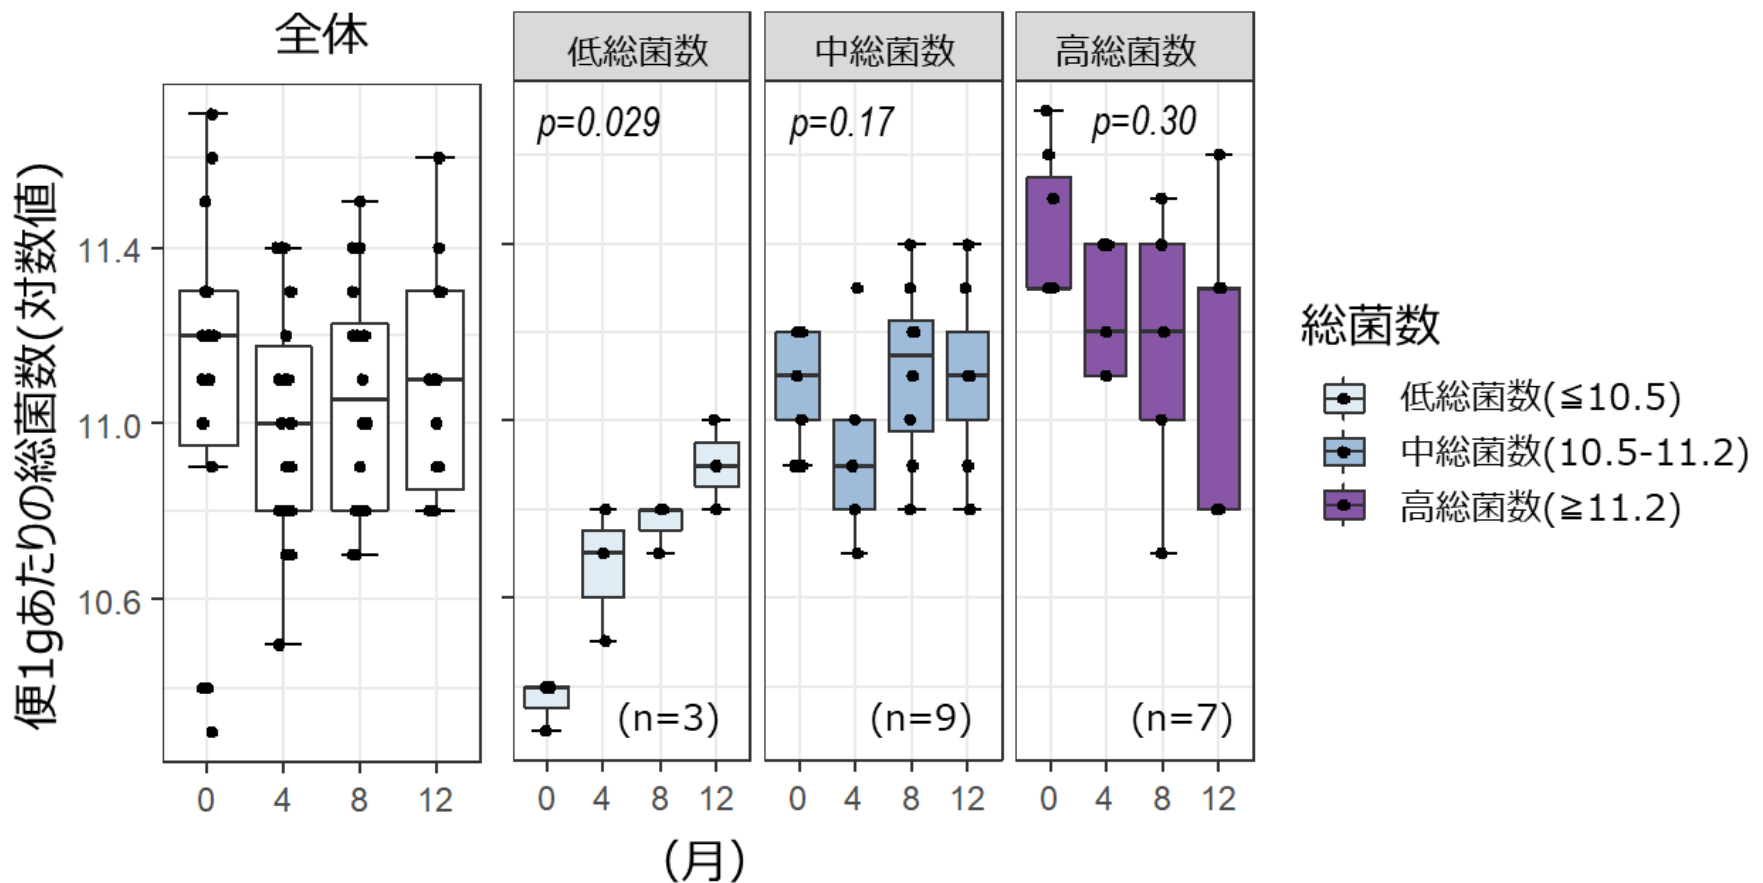 全体
低総菌数
中総菌数
高総菌数
p=0.029
p=0.17
p=0.30
便1gあたりの総菌数(対数値)
11.4
11.0
10.6
(n=3)
(n=9)
(n=7)
0 4 8 12
0 4 8 12
0 4 8 12
0 4 8 12
(月)
総菌数
低総菌数(≦10.5)
中総菌数(10.5-11.2)
高総菌数(≧11.2)